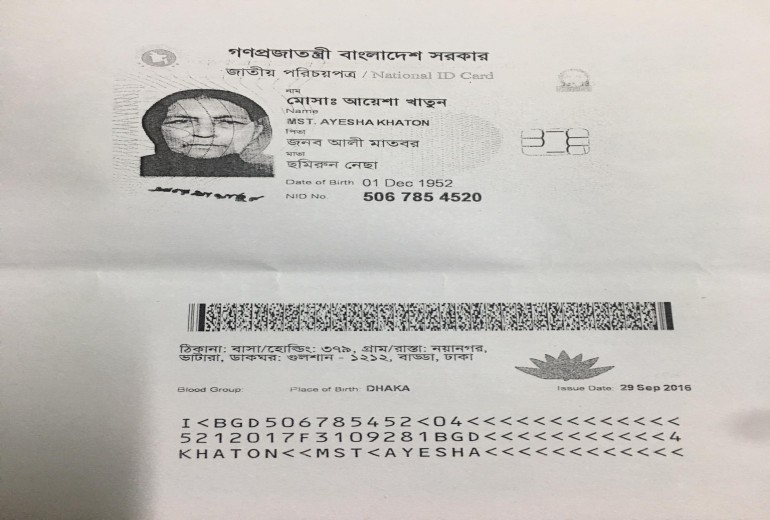 গণপ্রজাতন্ত্রী বাংলাদেশ সরকার
জাতীয় পরিচয়পত্র / National ID Card
নাম
মোসাঃ আয়েশা খাতুন
Name
MST. AYESHA KHATON
পিতা
জনব আলী মাতবর
মাতা
ছমিরুন নেছা
Date of Birth 01 Dec 1952
NID No. 506 785 4520
ঠিকানা: বাসা/হোল্ডিং: ৩৭৯, গ্রাম/রাস্তা: নয়ানগর,
ভাটারা, ডাকঘর: গুলশান - ১২১২, বাড্ডা, ঢাকা
Blood Group: Place of Birth: DHAKA Issue Date: 29 Sep 2016
I<BGD506785452<04<<<<<<<<<<<<<
5212017F3109281BGD<<<<<<<<<<<4
KHATON<<MST<AYESHA<<<<<<<<<<<<